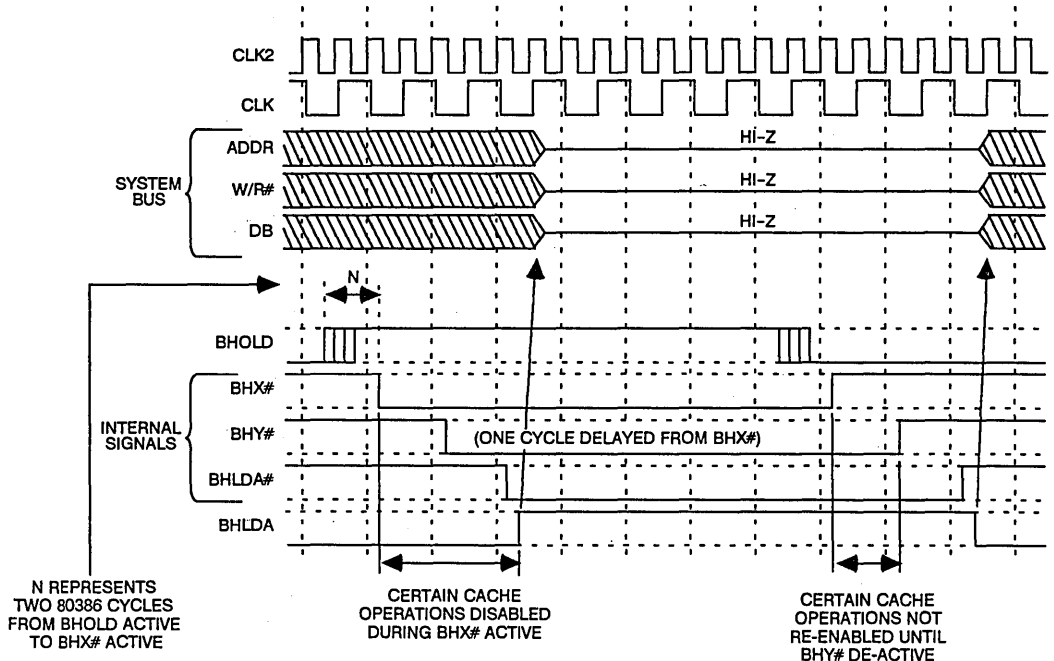 CLK2
CLK
ADDR
HI-Z
SYSTEM
BUS
W/R#
HI-Z
DB
HI-Z
N
BHOLD
BHX#
INTERNAL
SIGNALS
BHY#
(ONE CYCLE DELAYED FROM BHX#)
BHLDA#
BHLDA
N REPRESENTS
TWO 80386 CYCLES
FROM BHOLD ACTIVE
TO BHX# ACTIVE
CERTAIN CACHE
OPERATIONS DISABLED
DURING BHX# ACTIVE
CERTAIN CACHE
OPERATIONS NOT
RE-ENABLED UNTIL
BHY# DE-ACTIVE